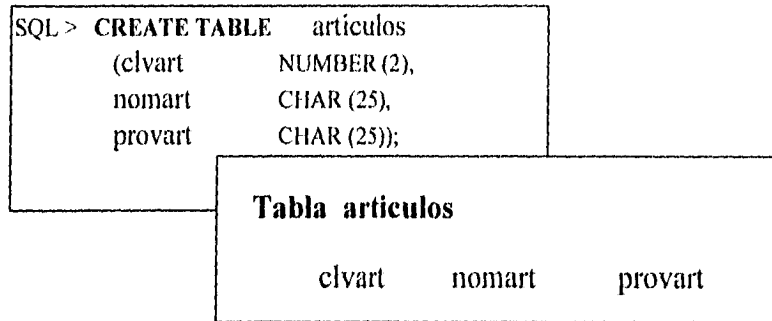 SQL > CREATE TABLE articulos
(clvart NUMBER (2),
nomart CHAR (25),
provart CHAR (25));
Tabla articulos
clvart nomart provart